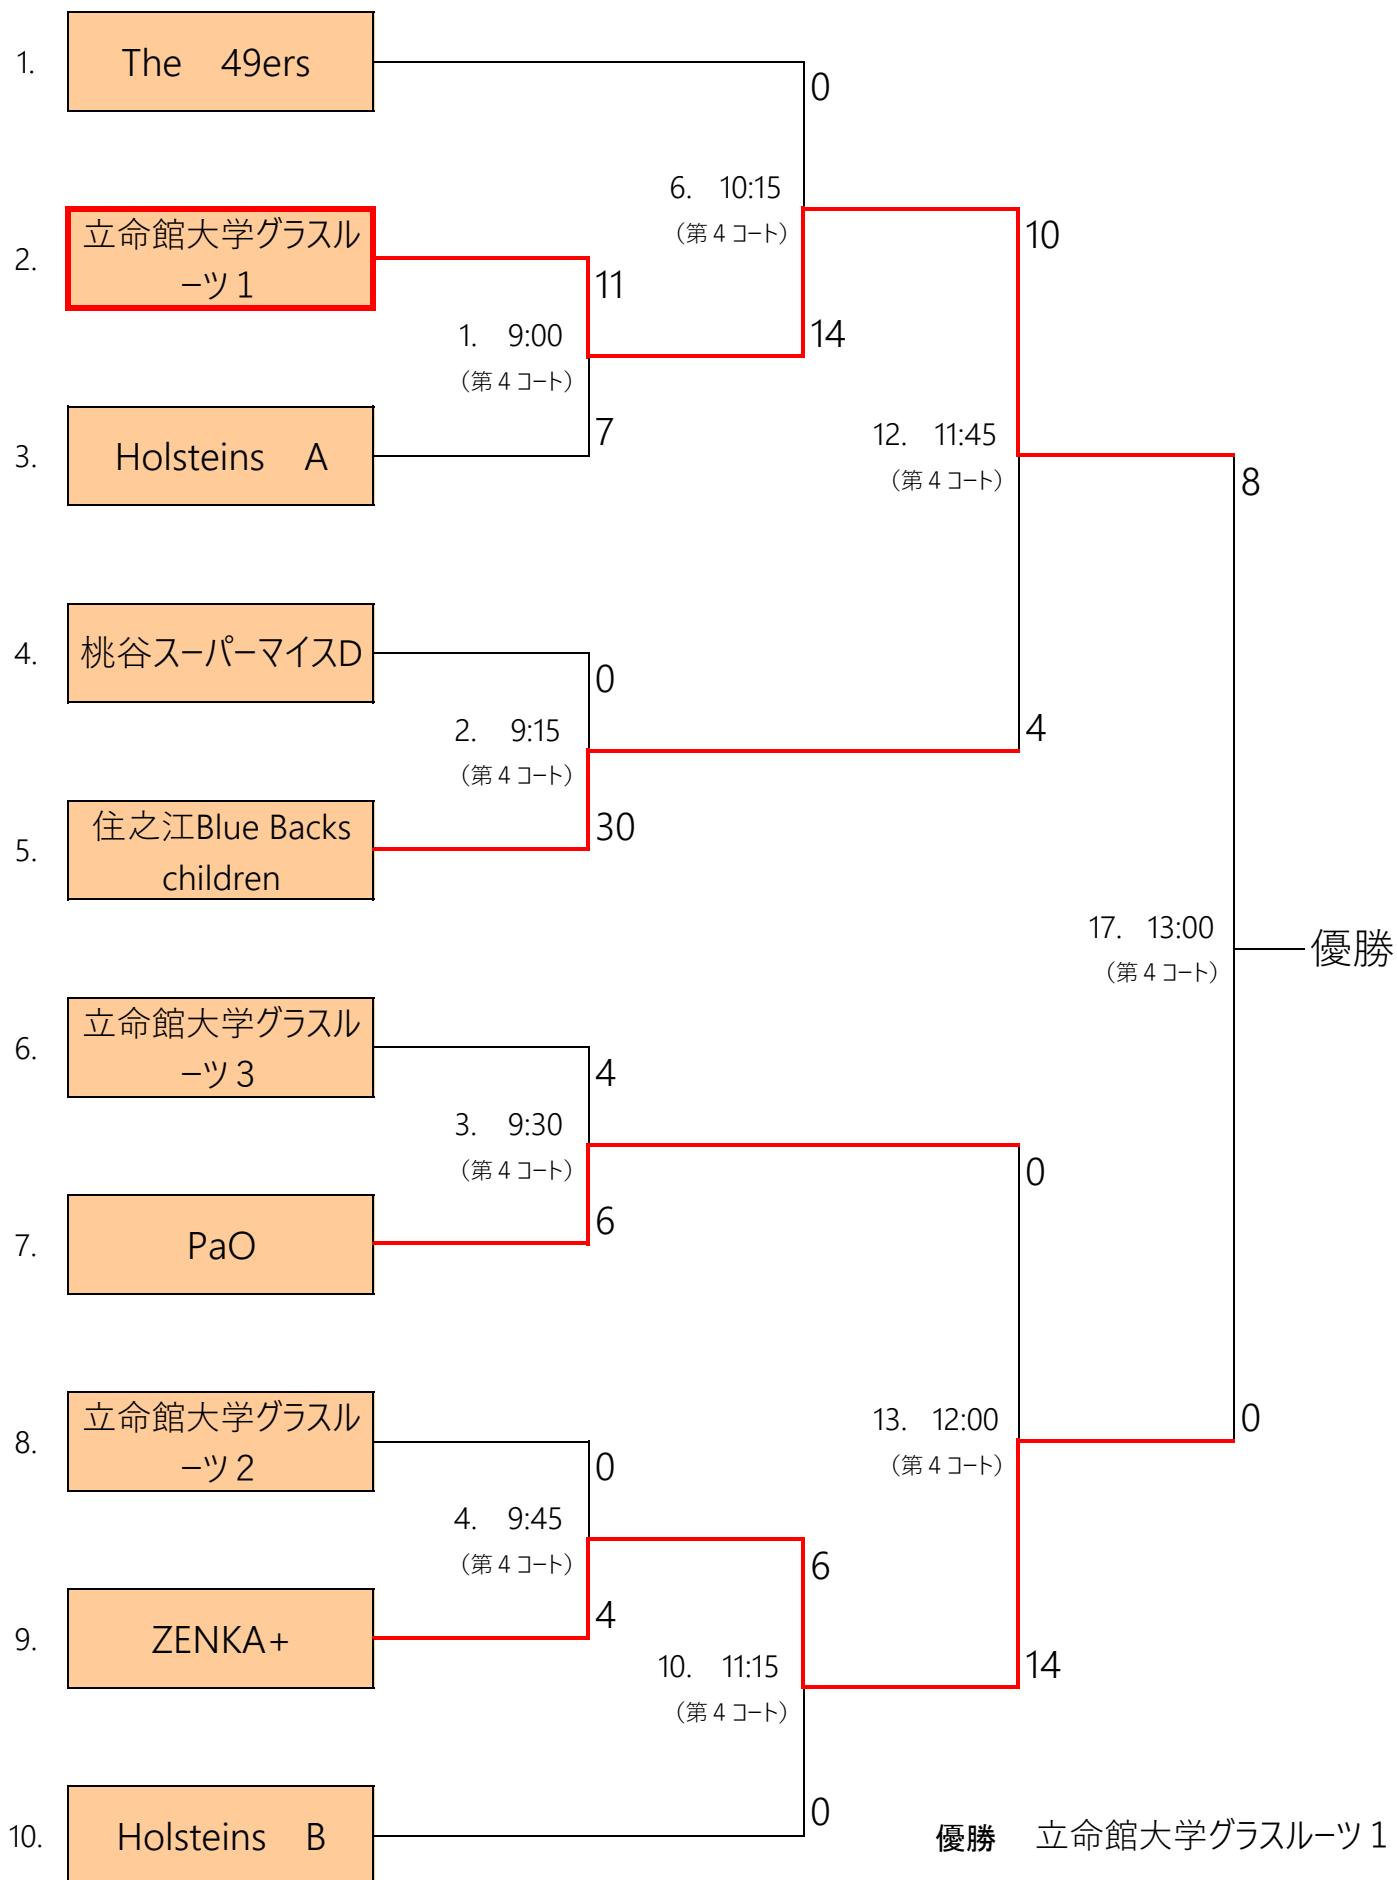 1.
The　49ers
0
6.　10:15
（第４コート）
2.
立命館大学グラスル
ーツ１
10
11
1.　9:00
（第４コート）
14
3.
Holsteins　A
7
12.　11:45
（第４コート）
8
4.
桃谷スーパーマイスD
0
2.　9:15
（第４コート）
4
5.
住之江Blue Backs
children
30
17.　13:00
（第４コート）
優勝
6.
立命館大学グラスル
ーツ３
4
3.　9:30
（第４コート）
0
7.
PaO
6
8.
立命館大学グラスル
ーツ２
0
13.　12:00
（第４コート）
0
4.　9:45
（第４コート）
6
9.
ZENKA+
4
10.　11:15
（第４コート）
14
10.
Holsteins　B
0
優勝　立命館大学グラスルーツ１